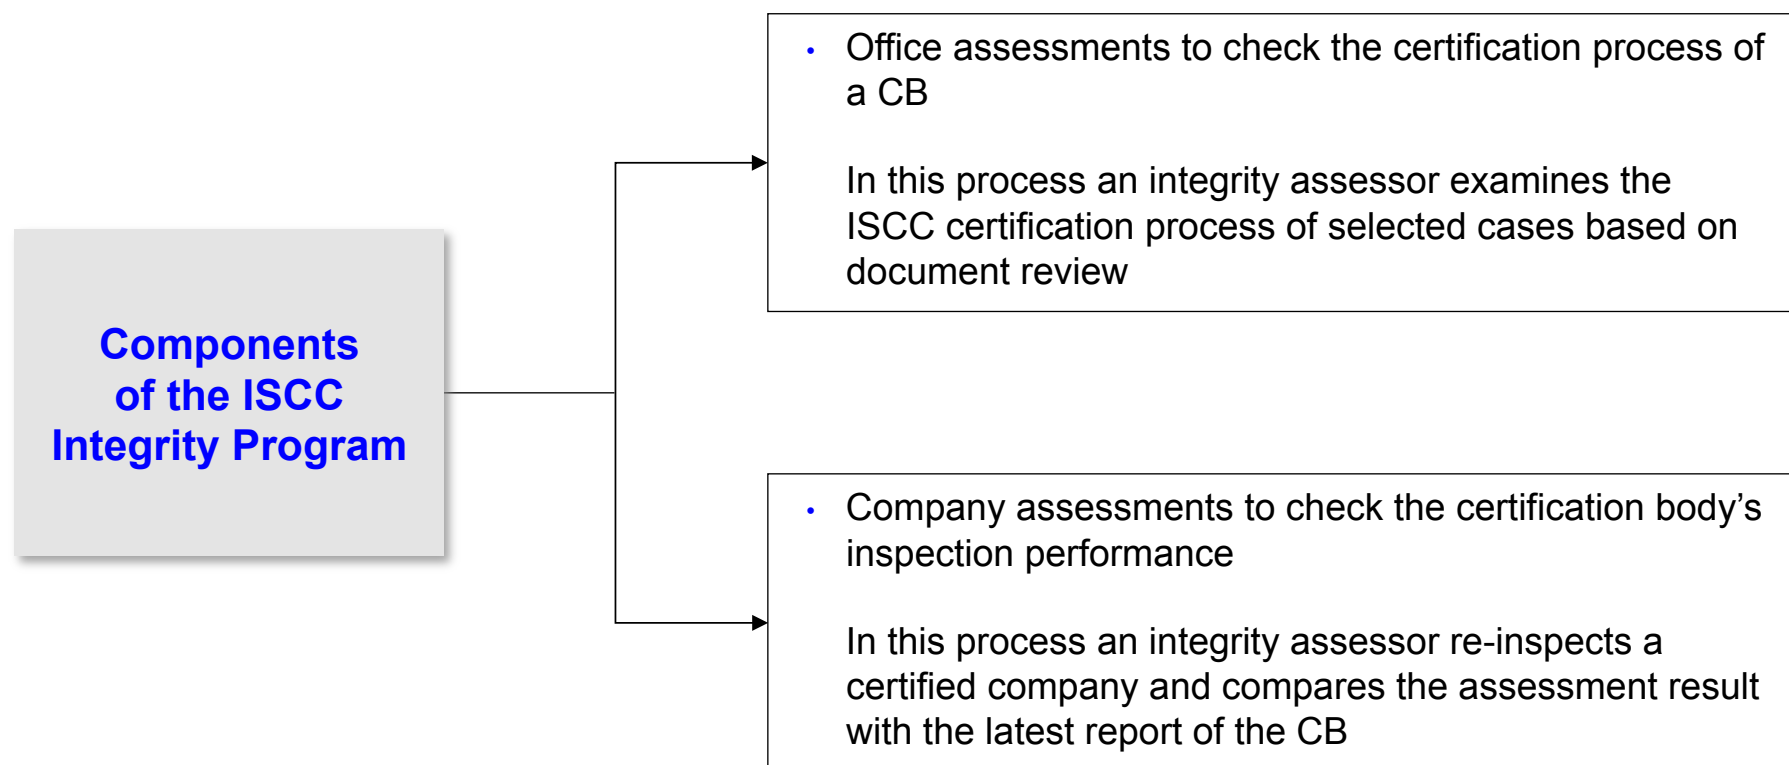 Components
of the ISCC
Integrity Program
• Office assessments to check the certification process of
a CB
In this process an integrity assessor examines the
ISCC certification process of selected cases based on
document review
• Company assessments to check the certification body’s
inspection performance
In this process an integrity assessor re-inspects a
certified company and compares the assessment result
with the latest report of the CB